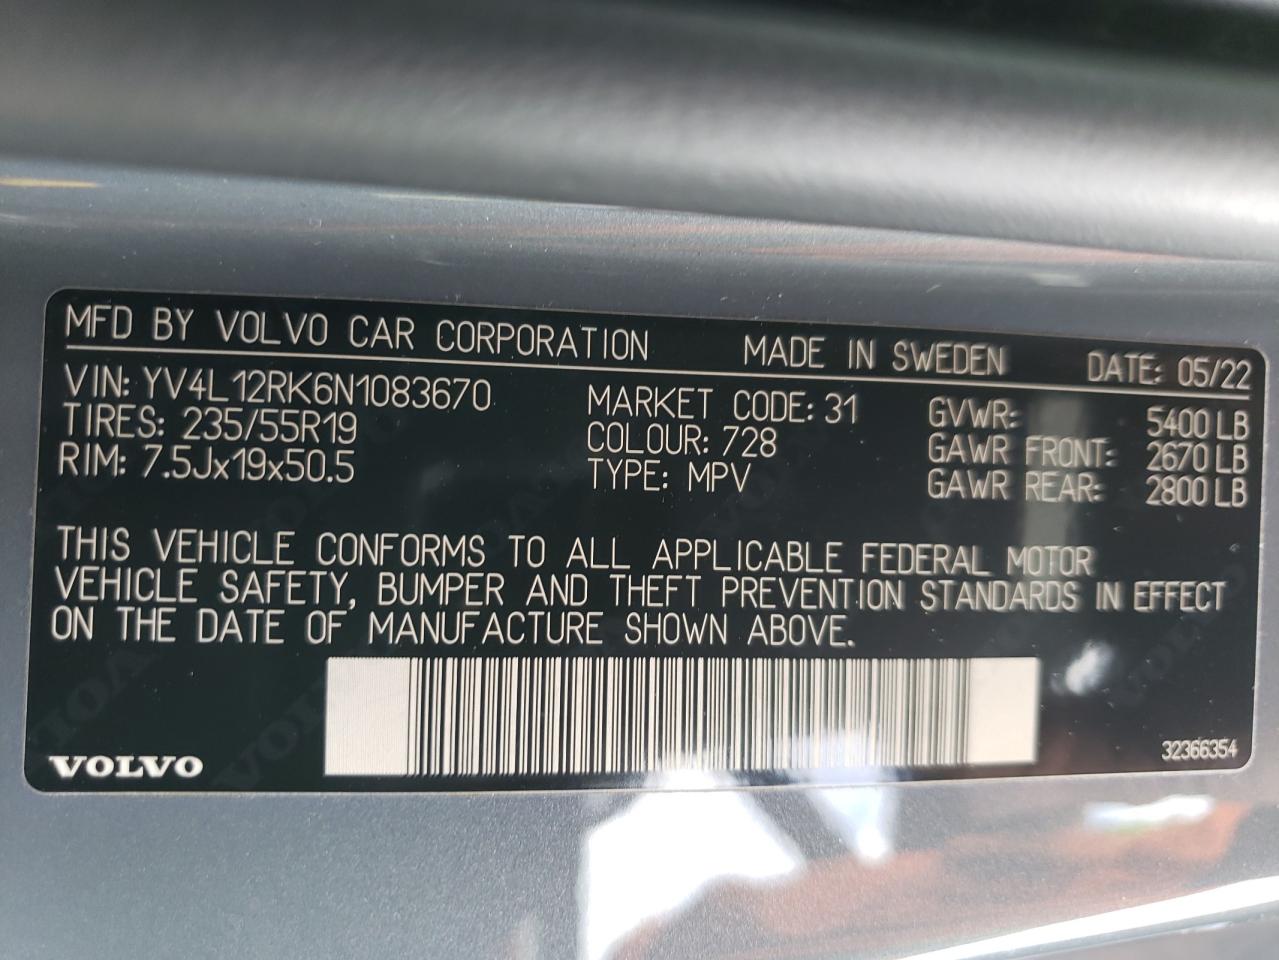 MFD BY VOLVO CAR CORPORATION MADE IN SWEDEN DATE: 05/22
VIN: YV4L12RK6N1083670 MARKET CODE: 31 GVWR: 5400 LB
TIRES: 235/55R19 COLOUR: 728 GAWR FRONT: 2670 LB
RIM: 7.5Jx19x50.5 TYPE: MPV GAWR REAR: 2800 LB
THIS VEHICLE CONFORMS TO ALL APPLICABLE FEDERAL MOTOR
VEHICLE SAFETY, BUMPER AND THEFT PREVENTION STANDARDS IN EFFECT
ON THE DATE OF MANUFACTURE SHOWN ABOVE.
VOLVO 32366354